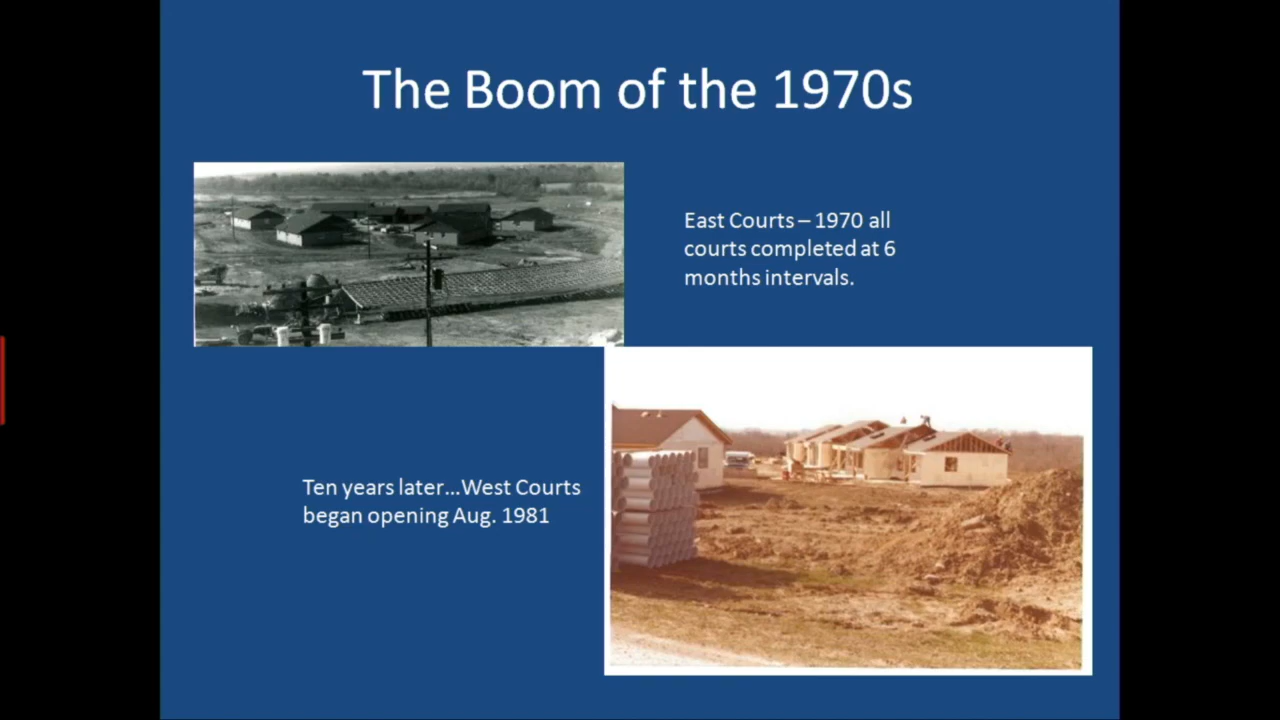 The Boom of the 1970s
East Courts – 1970 all
courts completed at 6
months intervals.
Ten years later...West Courts
began opening Aug. 1981